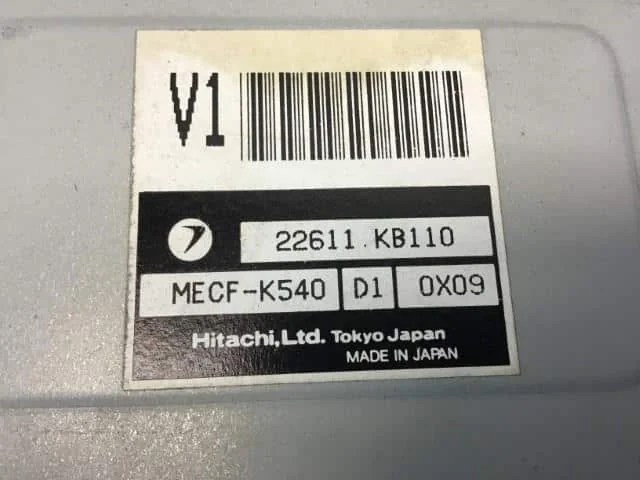 V1
22611 KB110
MECF-K540 D1 0X09
Hitachi,Ltd. Tokyo Japan
MADE IN JAPAN